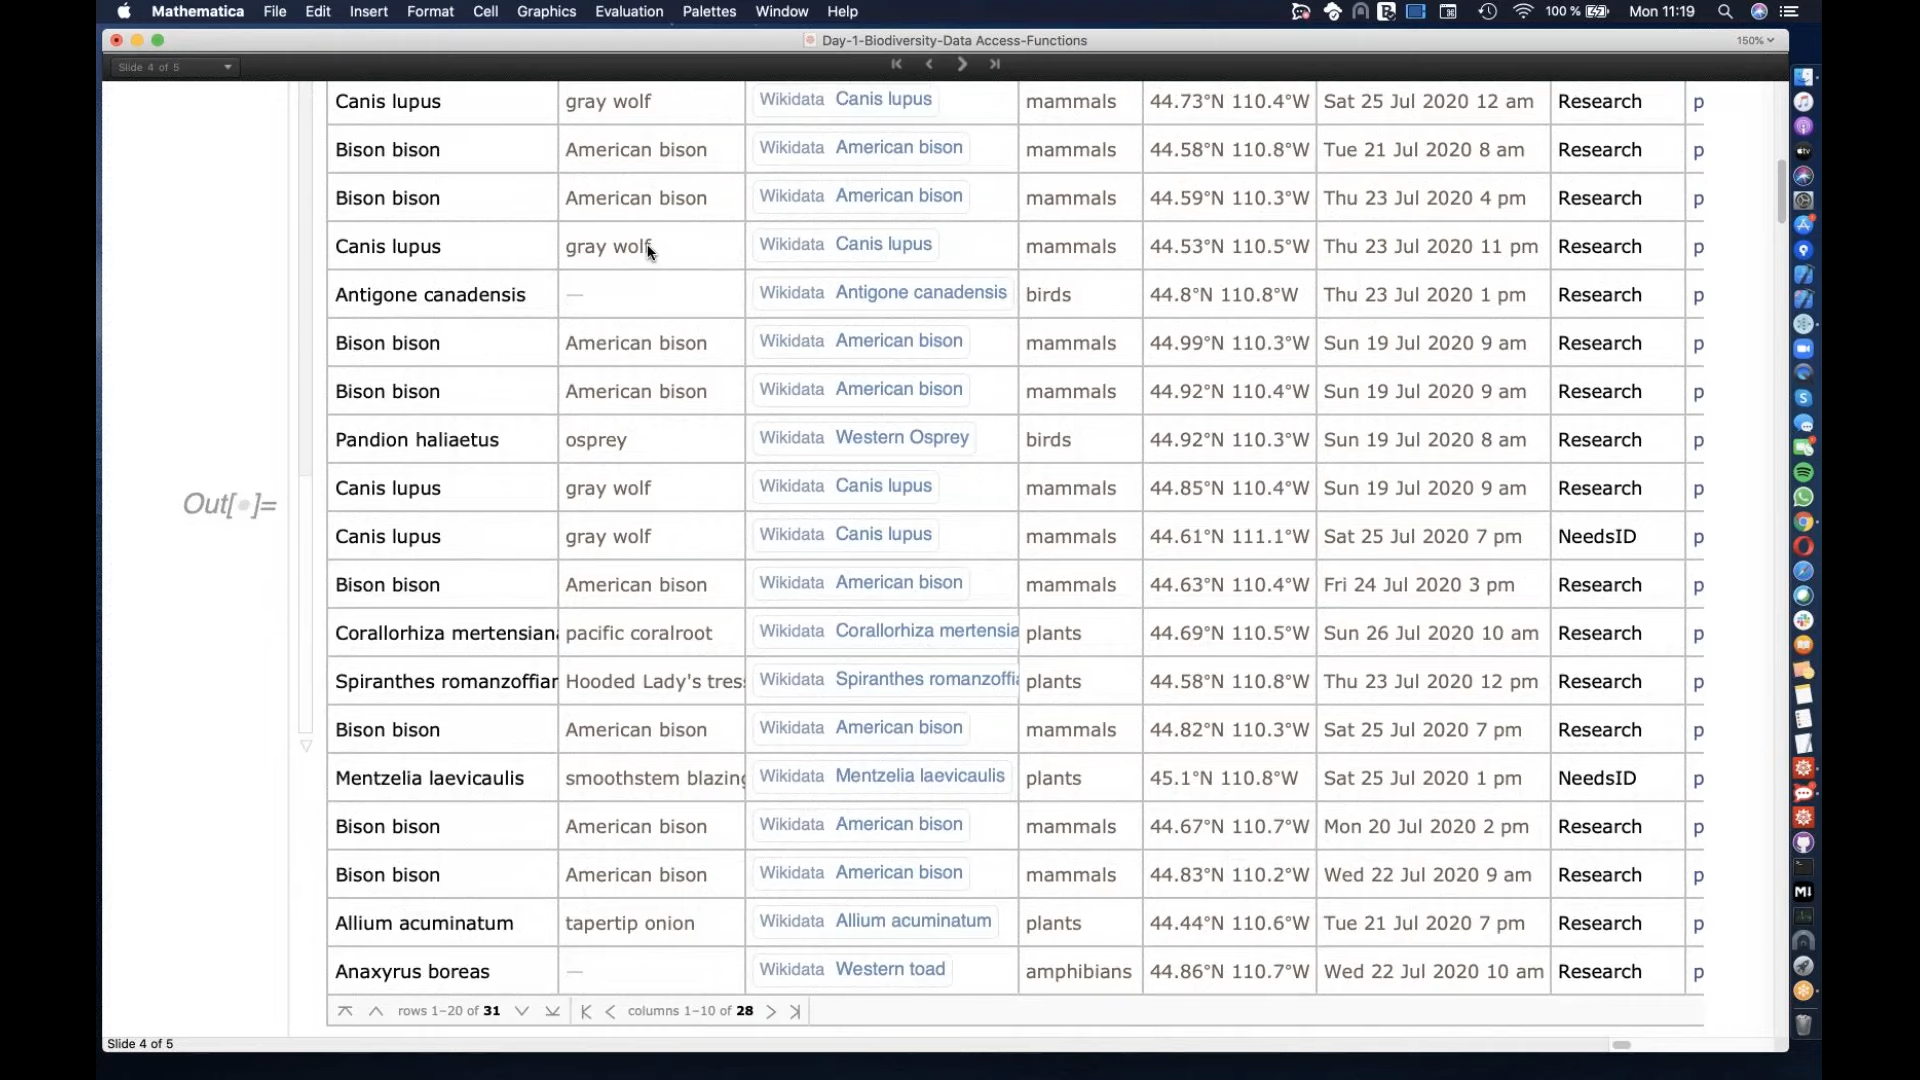 Mathematica File Edit Insert Format Cell Graphics Evaluation Palettes Window Help 100 % Mon 11:19
Day-1-Biodiversity-Data Access-Functions 150%
Slide 4 of 5
Canis lupus gray wolf Wikidata Canis lupus mammals 44.73°N 110.4°W Sat 25 Jul 2020 12 am Research p
Bison bison American bison Wikidata American bison mammals 44.58°N 110.8°W Tue 21 Jul 2020 8 am Research p
Bison bison American bison Wikidata American bison mammals 44.59°N 110.3°W Thu 23 Jul 2020 4 pm Research p
Canis lupus gray wolf Wikidata Canis lupus mammals 44.53°N 110.5°W Thu 23 Jul 2020 11 pm Research p
Antigone canadensis — Wikidata Antigone canadensis birds 44.8°N 110.8°W Thu 23 Jul 2020 1 pm Research p
Bison bison American bison Wikidata American bison mammals 44.99°N 110.3°W Sun 19 Jul 2020 9 am Research p
Bison bison American bison Wikidata American bison mammals 44.92°N 110.4°W Sun 19 Jul 2020 9 am Research p
Pandion haliaetus osprey Wikidata Western Osprey birds 44.92°N 110.3°W Sun 19 Jul 2020 8 am Research p
Canis lupus gray wolf Wikidata Canis lupus mammals 44.85°N 110.4°W Sun 19 Jul 2020 9 am Research p
Out[ ]=
Canis lupus gray wolf Wikidata Canis lupus mammals 44.61°N 111.1°W Sat 25 Jul 2020 7 pm NeedsID p
Bison bison American bison Wikidata American bison mammals 44.63°N 110.4°W Fri 24 Jul 2020 3 pm Research p
Corallorhiza mertensiana pacific coralroot Wikidata Corallorhiza mertensia plants 44.69°N 110.5°W Sun 26 Jul 2020 10 am Research p
Spiranthes romanzoffian Hooded Lady's tress Wikidata Spiranthes romanzoffia plants 44.58°N 110.8°W Thu 23 Jul 2020 12 pm Research p
Bison bison American bison Wikidata American bison mammals 44.82°N 110.3°W Sat 25 Jul 2020 7 pm Research p
Mentzelia laevicaulis smoothstem blazing Wikidata Mentzelia laevicaulis plants 45.1°N 110.8°W Sat 25 Jul 2020 1 pm NeedsID p
Bison bison American bison Wikidata American bison mammals 44.67°N 110.7°W Mon 20 Jul 2020 2 pm Research p
Bison bison American bison Wikidata American bison mammals 44.83°N 110.2°W Wed 22 Jul 2020 9 am Research p
Allium acuminatum tapertip onion Wikidata Allium acuminatum plants 44.44°N 110.6°W Tue 21 Jul 2020 7 pm Research p
Anaxyrus boreas — Wikidata Western toad amphibians 44.86°N 110.7°W Wed 22 Jul 2020 10 am Research p
rows 1–20 of 31 columns 1–10 of 28
Slide 4 of 5